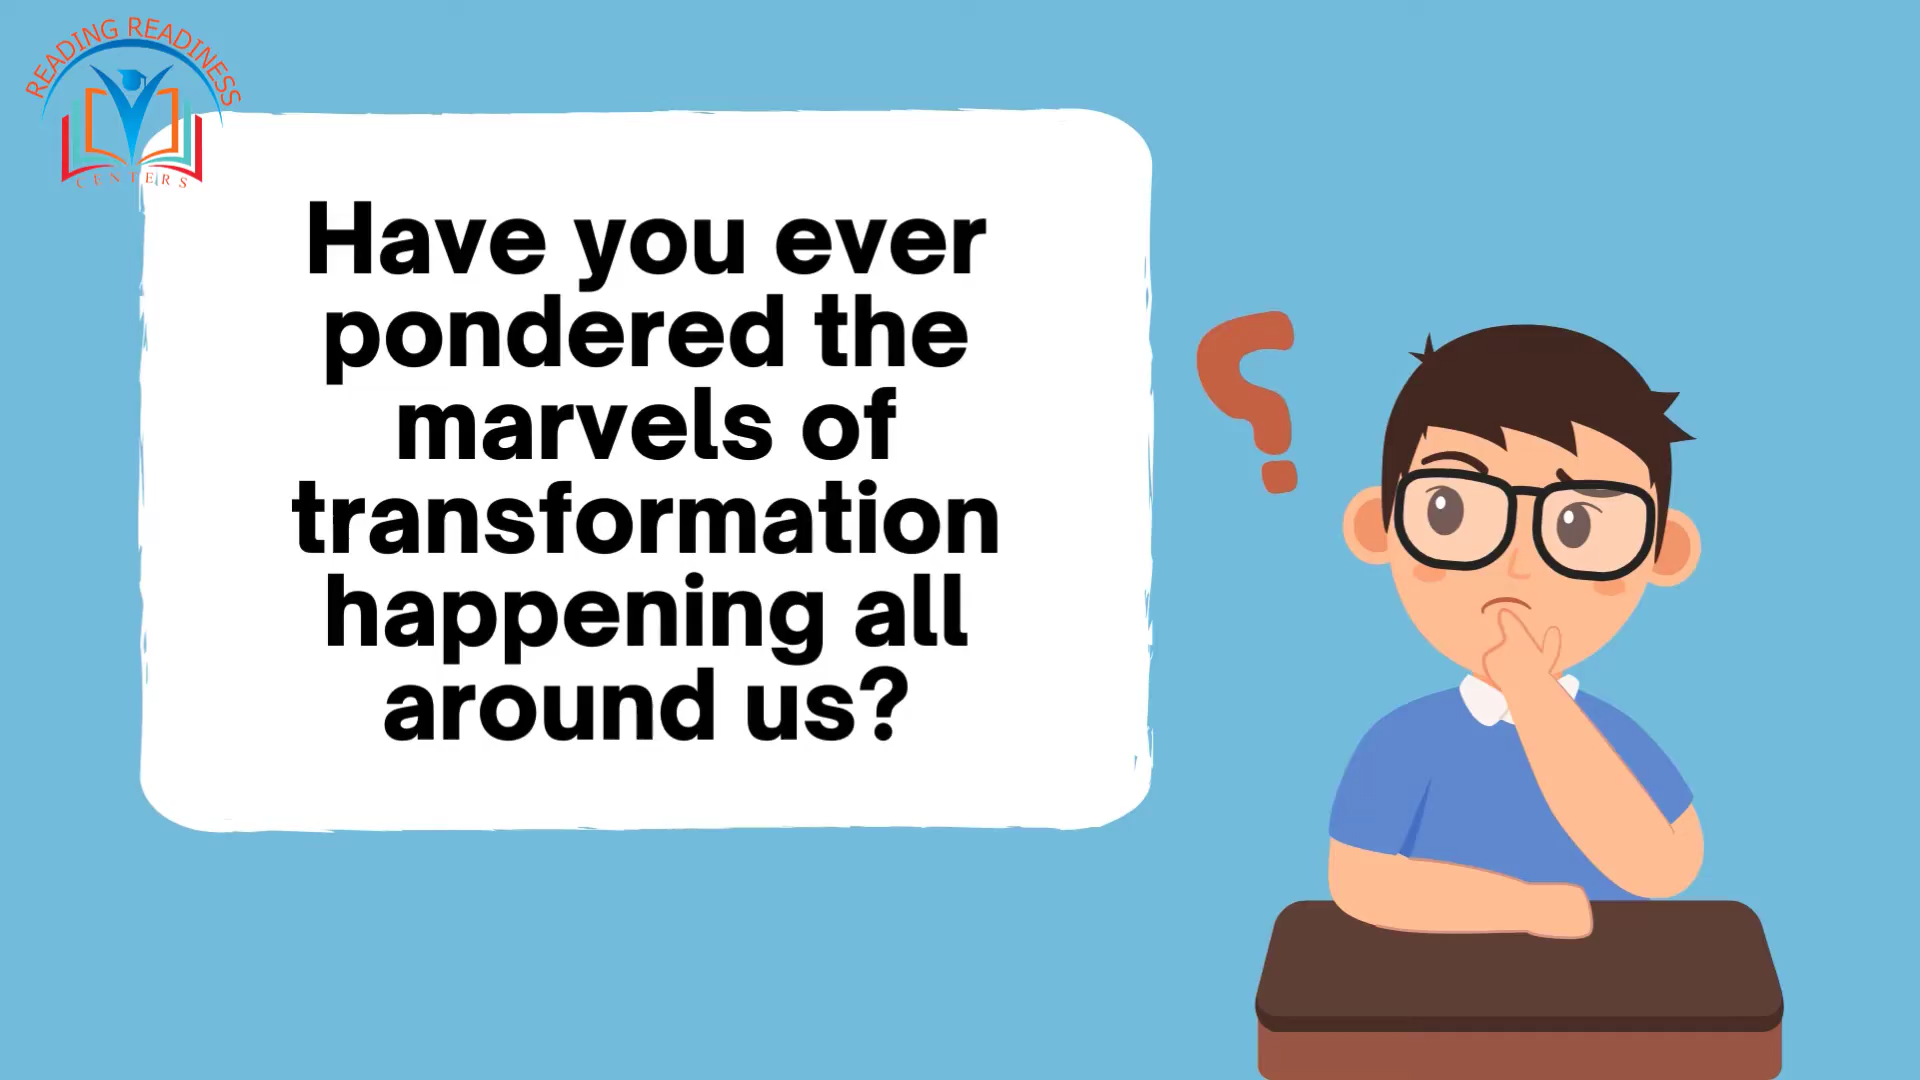 READING READINESS
CENTERS
Have you ever
pondered the
marvels of
transformation
happening all
around us?